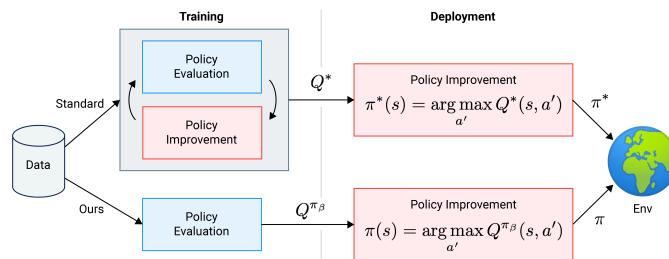 Training
Deployment
Policy
Evaluation
Policy
Improvement
Standard
Data
Ours
Policy
Evaluation
Q*
Q^{π_β}
Policy Improvement
π*(s) = arg max Q*(s, a′)
a′
π*
Policy Improvement
π(s) = arg max Q^{π_β}(s, a′)
a′
π
Env